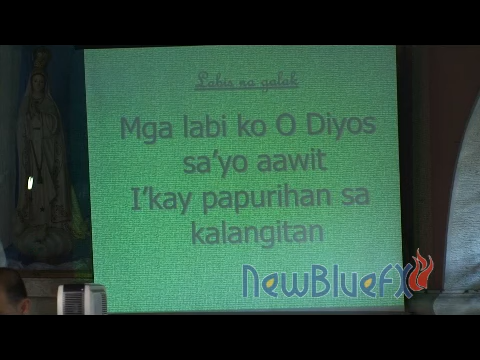 Labis na galak
Mga labi ko O Diyos
sa'yo aawit
I'kay papurihan sa
kalangitan
NewBlueFX